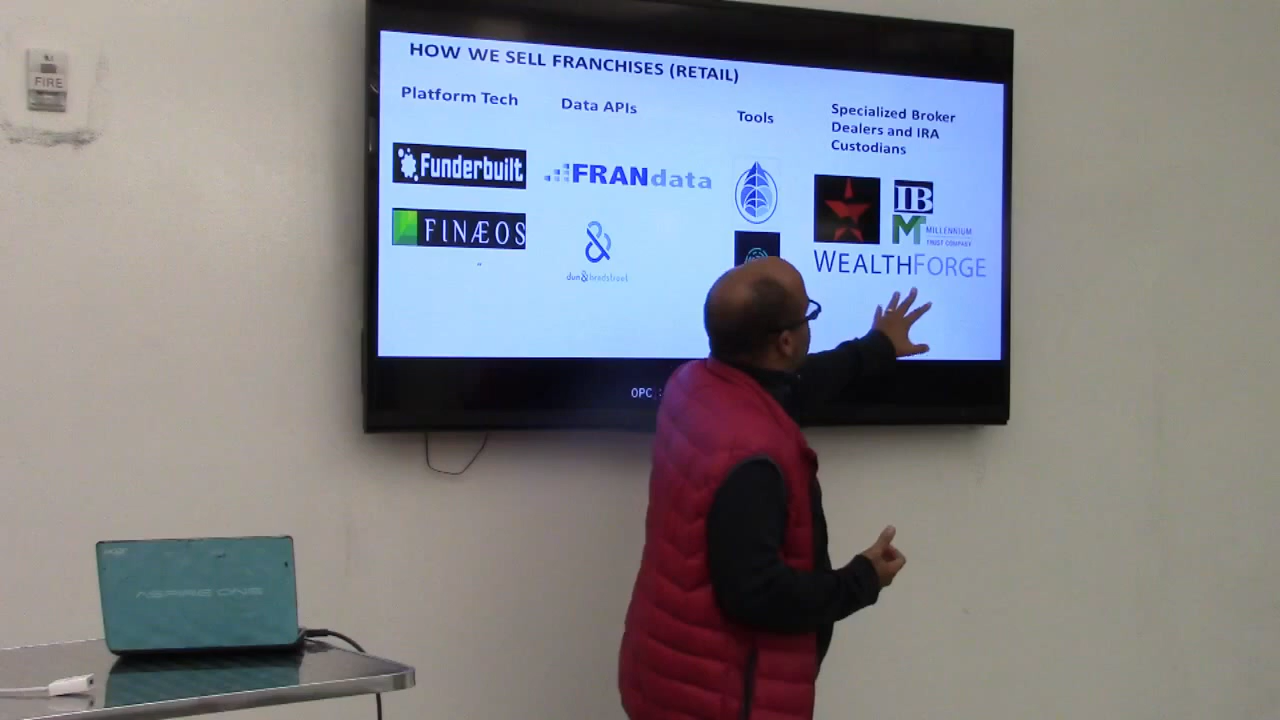 FIRE
HOW WE SELL FRANCHISES (RETAIL)
Platform Tech
Data APIs
Tools
Specialized Broker
Dealers and IRA
Custodians
Funderbuilt
FINÆOS
FRANdata
dun&bradstreet
IB
M MILLENNIUM
TRUST COMPANY
WEALTHFORGE
OPC
acer
ASPIRE ONE